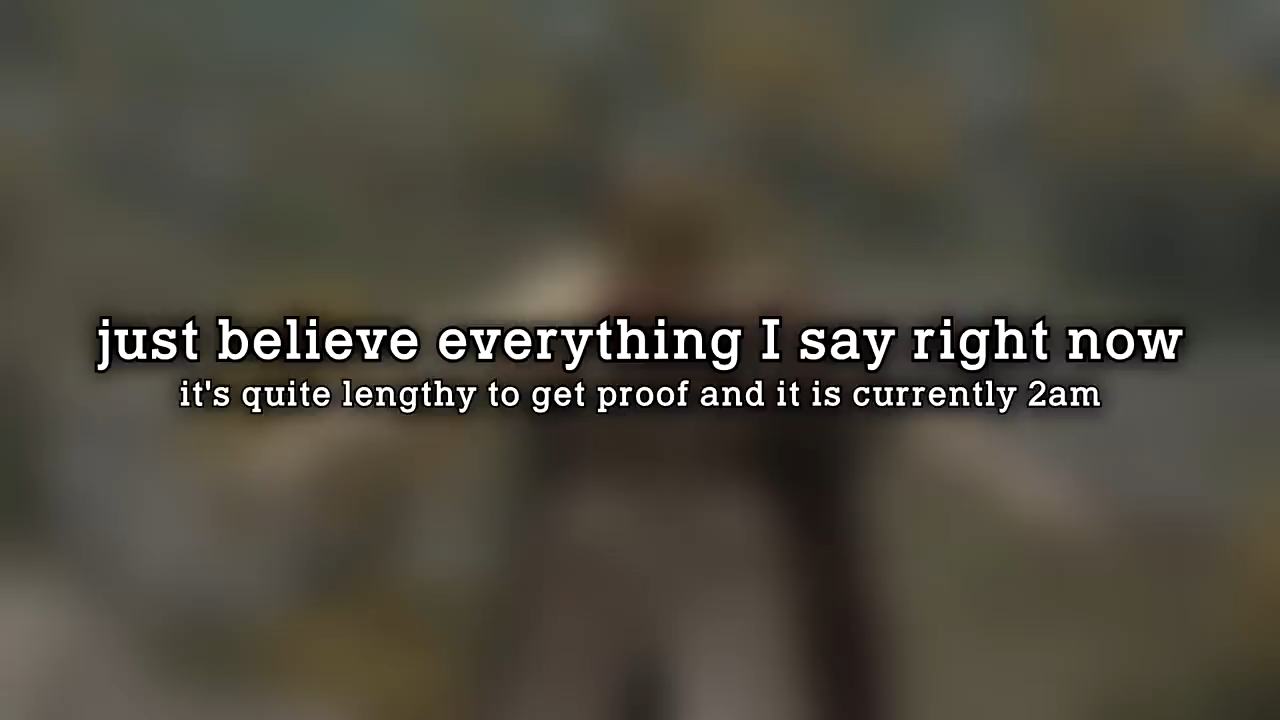 just believe everything I say right now
it's quite lengthy to get proof and it is currently 2am